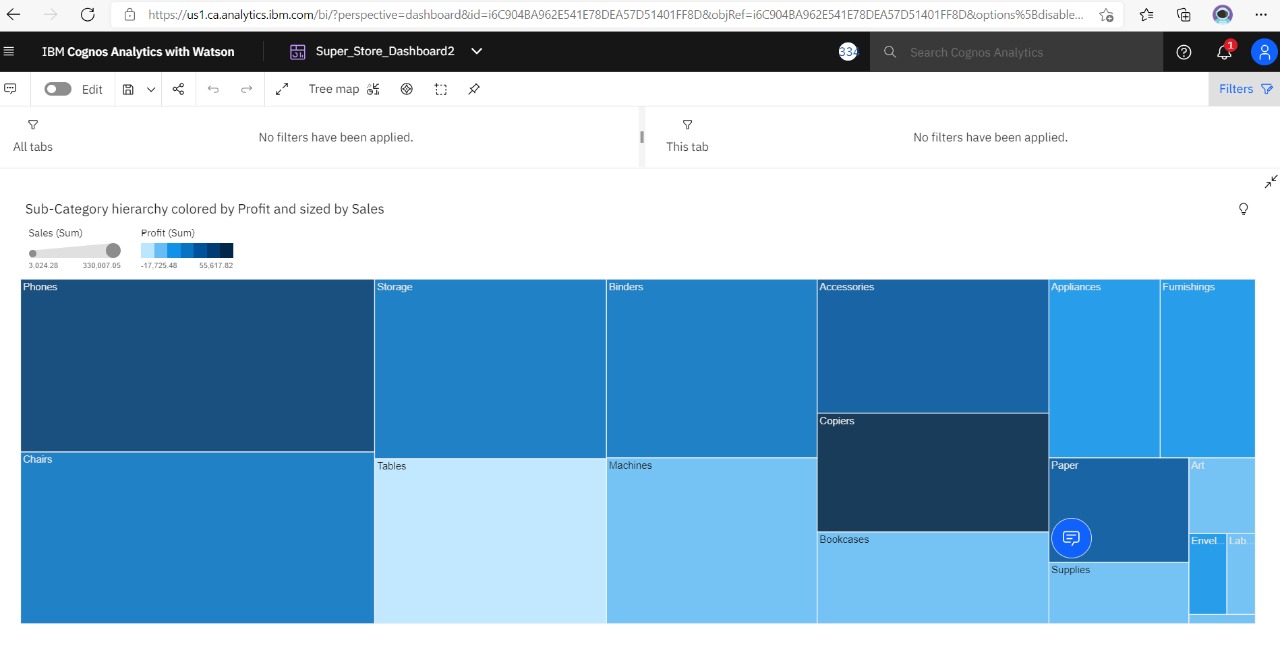 https://us1.ca.analytics.ibm.com/bi/?perspective=dashboard&id=i6C904BA962E541E78DEA57D51401FF8D&objRef=i6C904BA962E541E78DEA57D51401FF8D&options%5Bdisable...
IBM Cognos Analytics with Watson
Super_Store_Dashboard2
334
Search Cognos Analytics
1
Edit
Tree map
Filters
All tabs
No filters have been applied.
This tab
No filters have been applied.
Sub-Category hierarchy colored by Profit and sized by Sales
Sales (Sum)
Profit (Sum)
3,024.28
330,007.05
-17,725.48
55,617.82
Phones
Storage
Binders
Accessories
Appliances
Furnishings
Copiers
Chairs
Tables
Machines
Paper
Art
Bookcases
Envel...
Lab...
Supplies